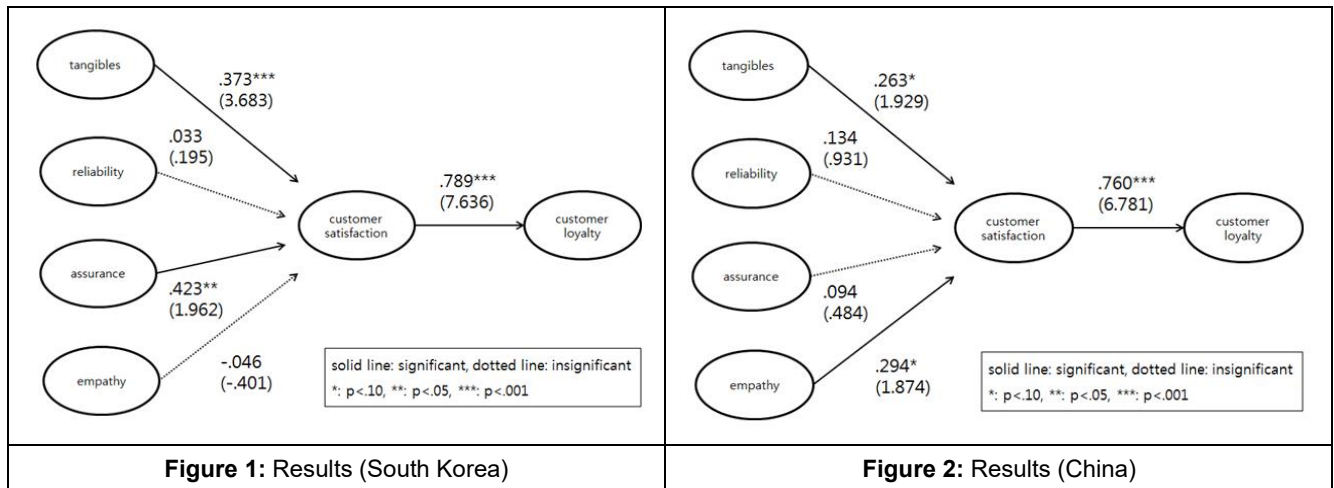 tangibles
.373***
(3.683)
.033
(.195)
reliability
.789***
(7.636)
customer
satisfaction
customer
loyalty
assurance
.423**
(1.962)
-.046
(-.401)
empathy
solid line: significant, dotted line: insignificant
*: p<.10, **: p<.05, ***: p<.001
Figure 1: Results (South Korea)
tangibles
.263*
(1.929)
.134
(.931)
reliability
.760***
(6.781)
customer
satisfaction
customer
loyalty
assurance
.094
(.484)
.294*
(1.874)
empathy
solid line: significant, dotted line: insignificant
*: p<.10, **: p<.05, ***: p<.001
Figure 2: Results (China)